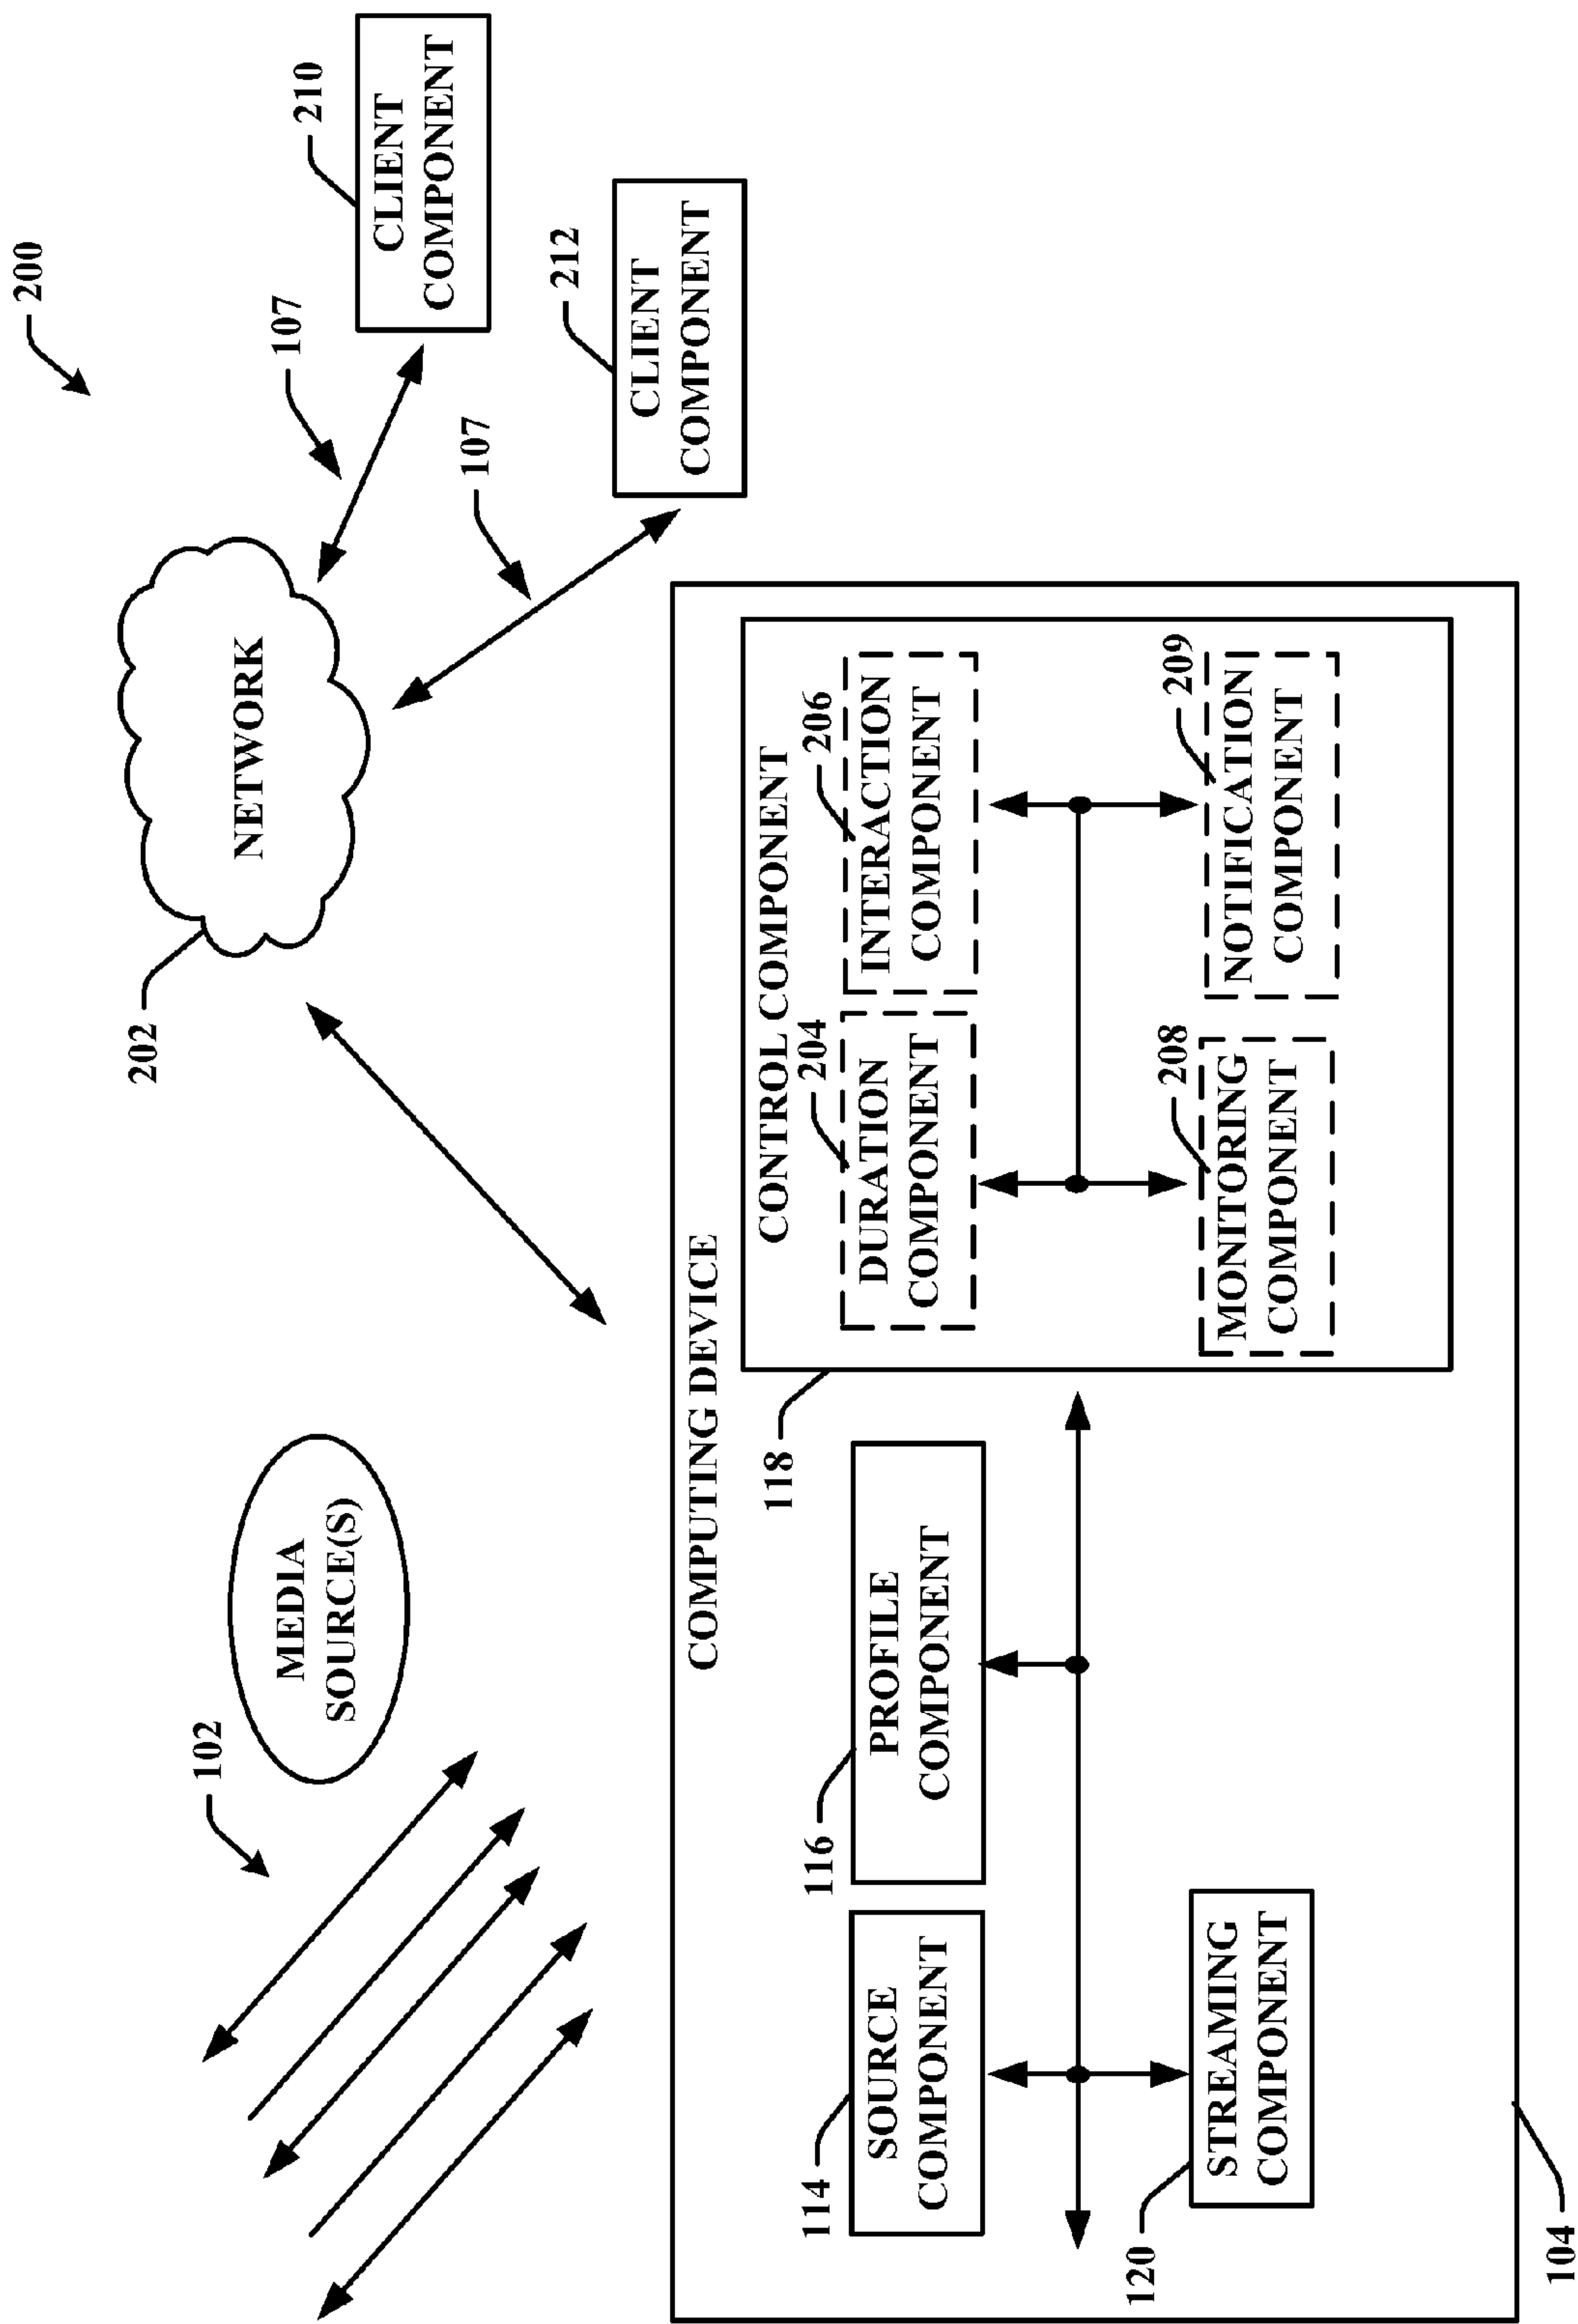 200
102
MEDIA
SOURCE(S)
202
NETWORK
107
107
210
CLIENT
COMPONENT
212
CLIENT
COMPONENT
COMPUTING DEVICE
114
SOURCE
COMPONENT
116
PROFILE
COMPONENT
118
CONTROL COMPONENT
204
DURATION
COMPONENT
206
INTERACTION
COMPONENT
208
MONITORING
COMPONENT
209
NOTIFICATION
COMPONENT
120
STREAMING
COMPONENT
104